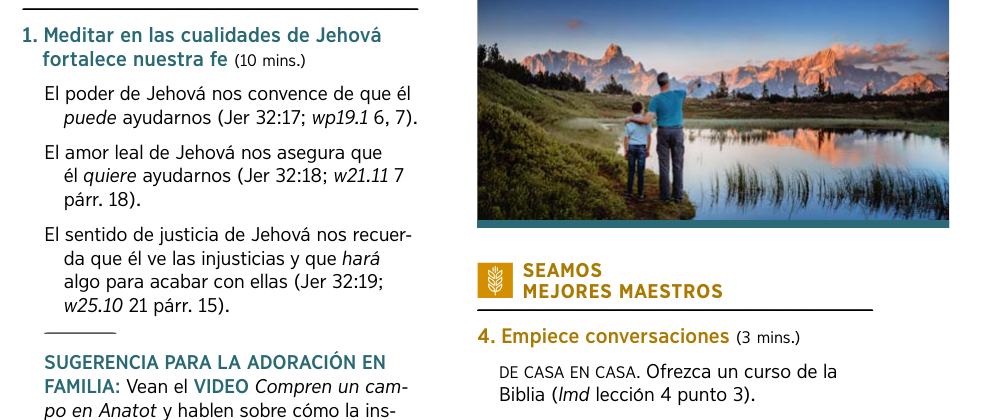 1. Meditar en las cualidades de Jehová
fortalece nuestra fe (10 mins.)
El poder de Jehová nos convence de que él
puede ayudarnos (Jer 32:17; wp19.1 6, 7).
El amor leal de Jehová nos asegura que
él quiere ayudarnos (Jer 32:18; w21.11 7
párr. 18).
El sentido de justicia de Jehová nos recuer-
da que él ve las injusticias y que hará
algo para acabar con ellas (Jer 32:19;
w25.10 21 párr. 15).
SUGERENCIA PARA LA ADORACIÓN EN
FAMILIA: Vean el VIDEO Compren un cam-
po en Anatot y hablen sobre cómo la ins-
SEAMOS
MEJORES MAESTROS
4. Empiece conversaciones (3 mins.)
DE CASA EN CASA. Ofrezca un curso de la
Biblia (lmd lección 4 punto 3).